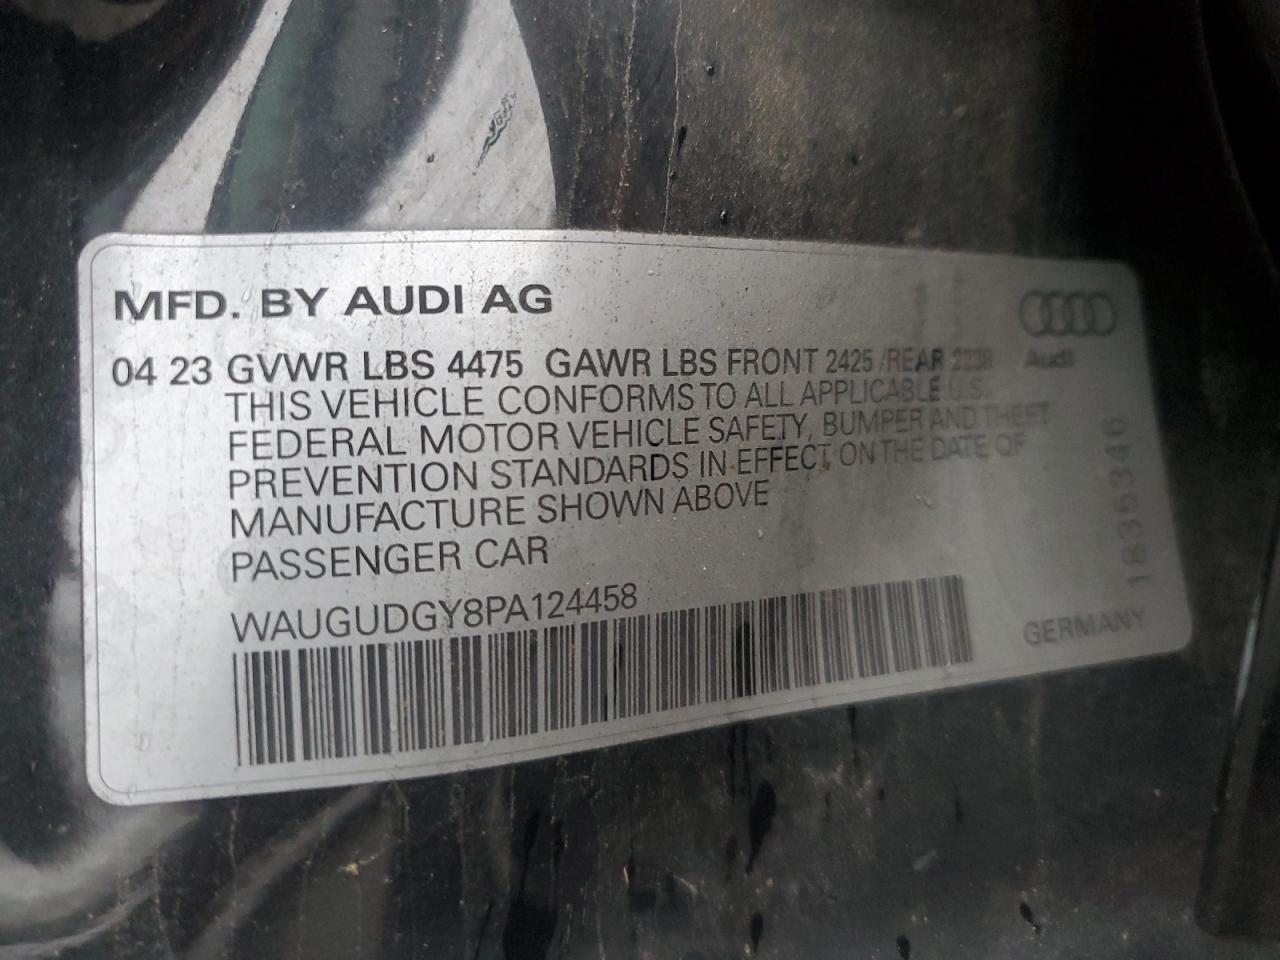 MFD. BY AUDI AG
04 23 GVWR LBS 4475 GAWR LBS FRONT 2425 /REAR 2238
Audi
THIS VEHICLE CONFORMS TO ALL APPLICABLE U.S.
FEDERAL MOTOR VEHICLE SAFETY, BUMPER AND THEFT
PREVENTION STANDARDS IN EFFECT ON THE DATE OF
MANUFACTURE SHOWN ABOVE
PASSENGER CAR
WAUGUDGY8PA124458
GERMANY
1835346